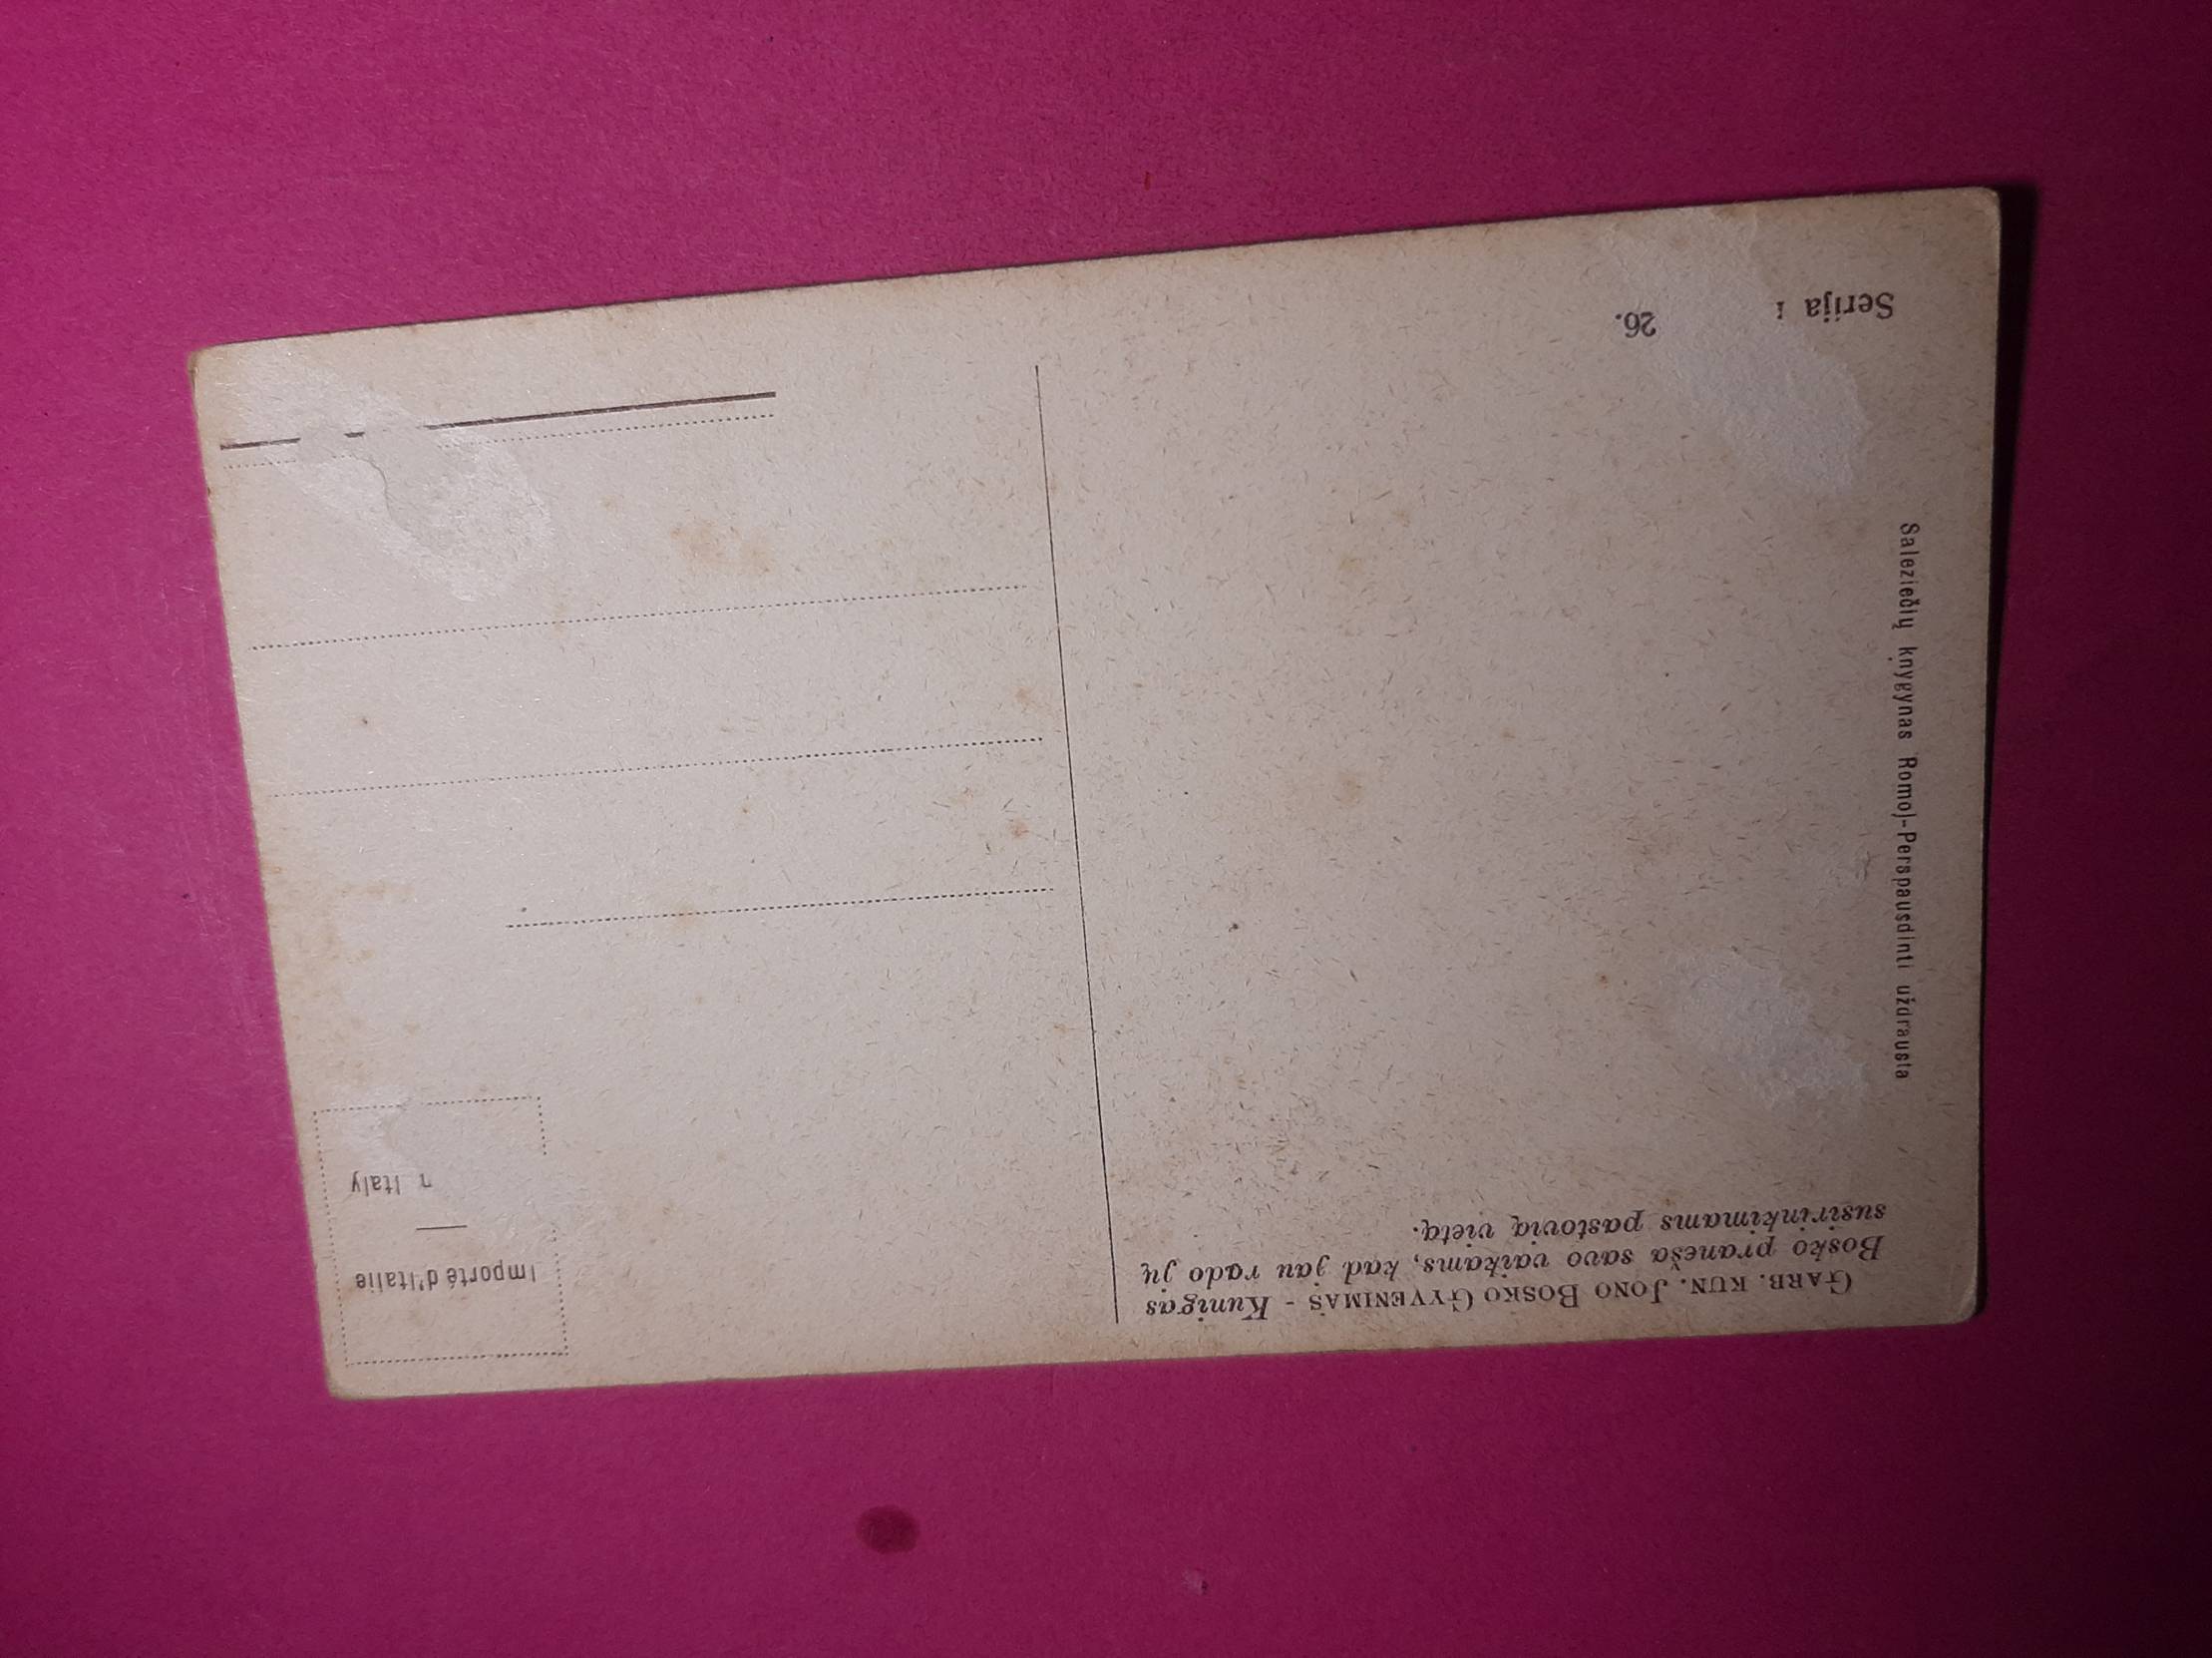 GARB. KUN. JONO BOSKO GYVENIMAS - Kunigas
Bosko praneša savo vaikams, kad jau rado jų
susirinkimams pastovią vietą.
Importé d'Italie
Italy
Saleziečių knygynas Romoj-Perspausdinti uždrausta
Serija
26.